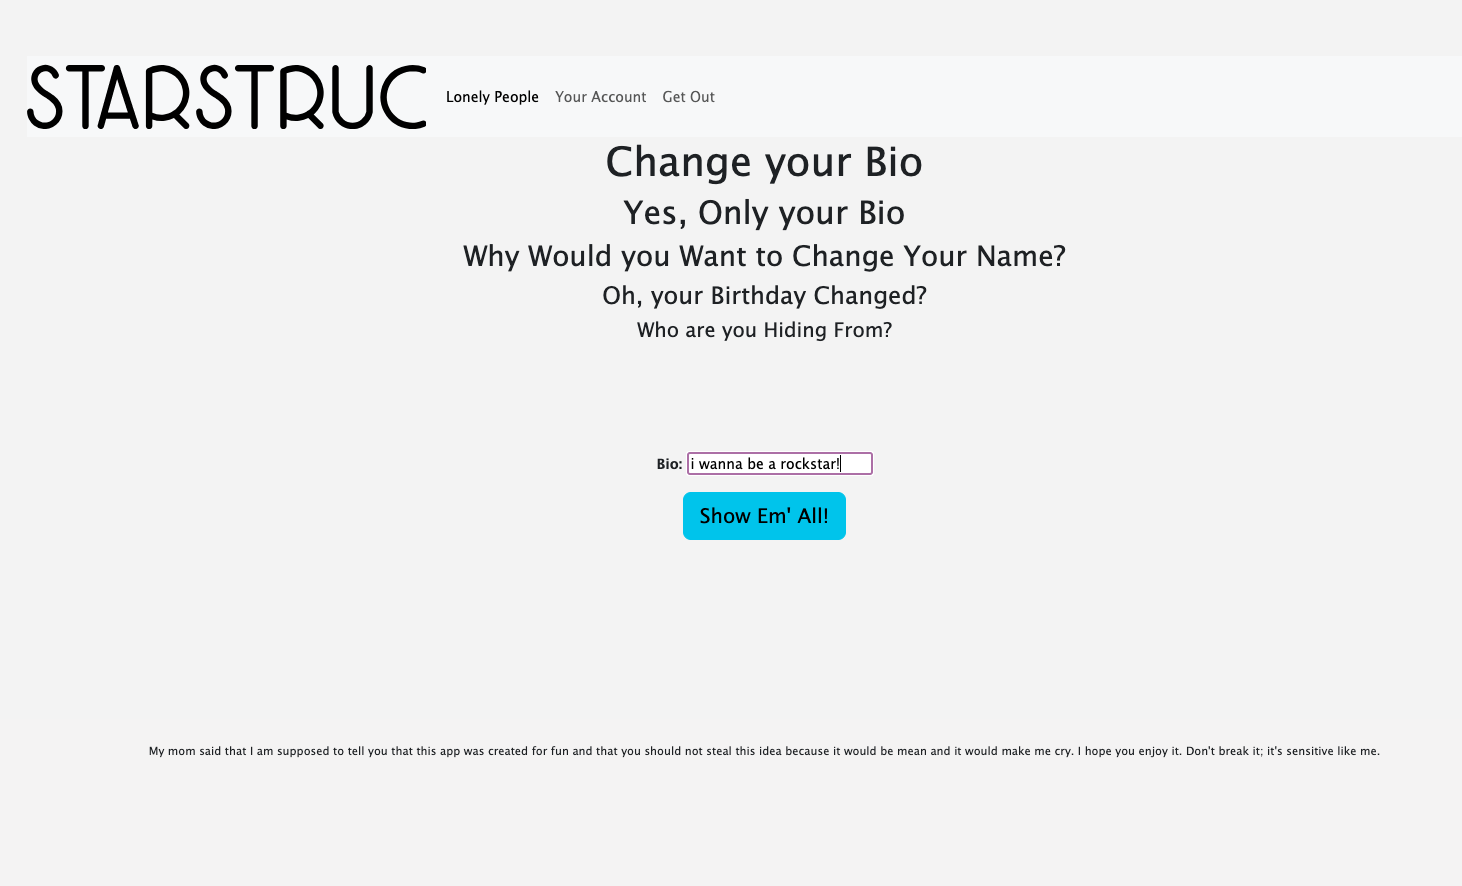 STARSTRUC
Lonely People Your Account Get Out
Change your Bio
Yes, Only your Bio
Why Would you Want to Change Your Name?
Oh, your Birthday Changed?
Who are you Hiding From?
Bio: i wanna be a rockstar!
Show Em' All!
My mom said that I am supposed to tell you that this app was created for fun and that you should not steal this idea because it would be mean and it would make me cry. I hope you enjoy it. Don't break it; it's sensitive like me.